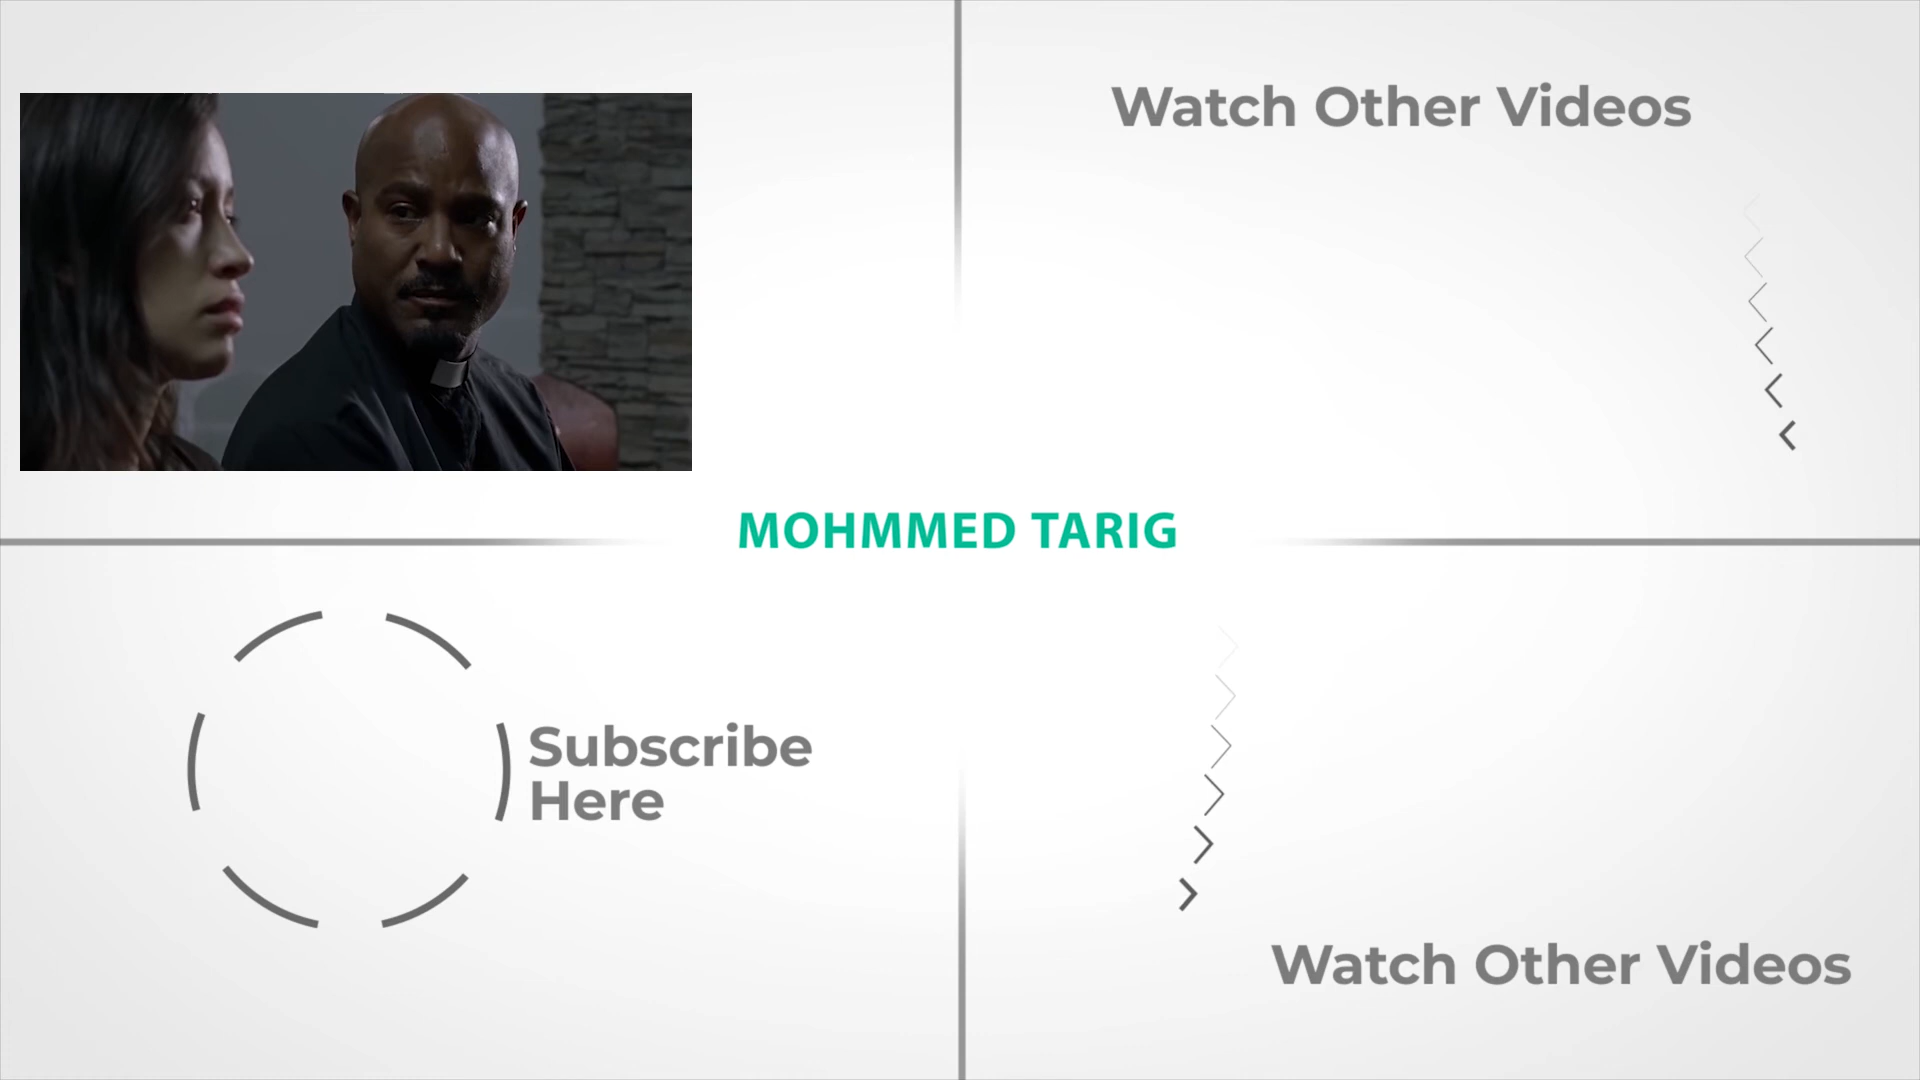 Watch Other Videos
MOHMMED TARIG
Subscribe
Here
Watch Other Videos